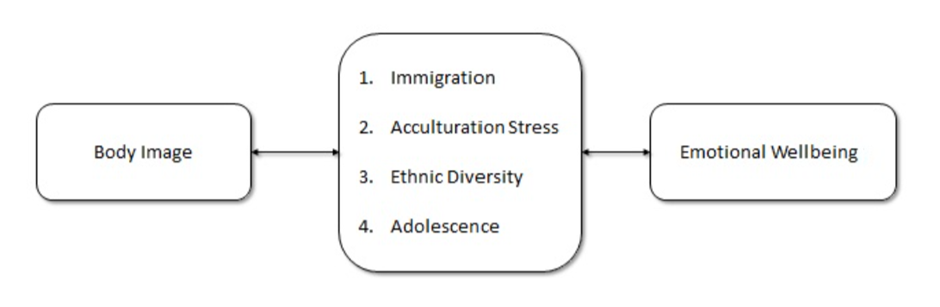 Body Image
1. Immigration
2. Acculturation Stress
3. Ethnic Diversity
4. Adolescence
Emotional Wellbeing